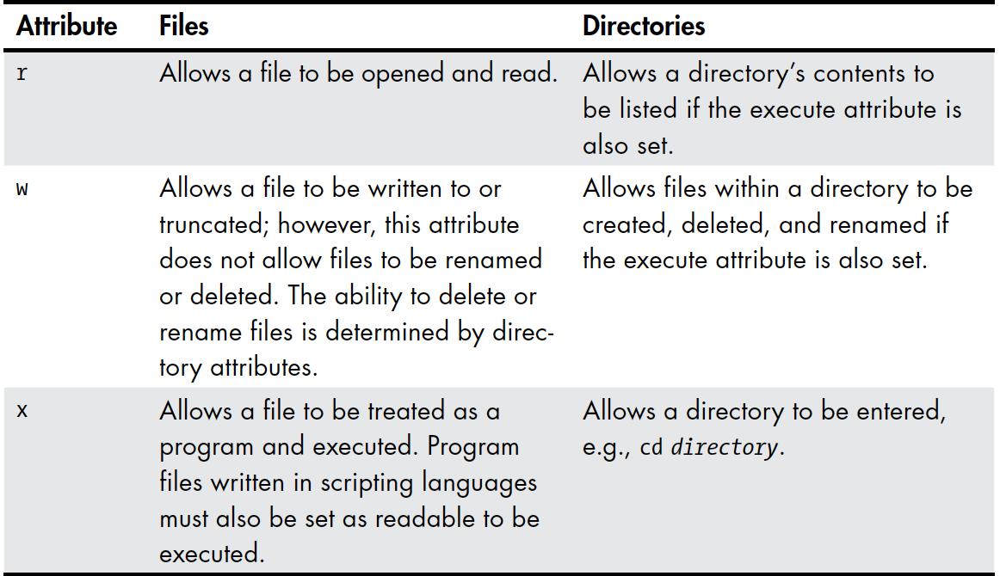 Attribute Files Directories
r Allows a file to be opened and read. Allows a directory’s contents to
be listed if the execute attribute is
also set.
w Allows a file to be written to or Allows files within a directory to be
truncated; however, this attribute created, deleted, and renamed if
does not allow files to be renamed the execute attribute is also set.
or deleted. The ability to delete or
rename files is determined by direc-
tory attributes.
x Allows a file to be treated as a Allows a directory to be entered,
program and executed. Program e.g., cd directory.
files written in scripting languages
must also be set as readable to be
executed.